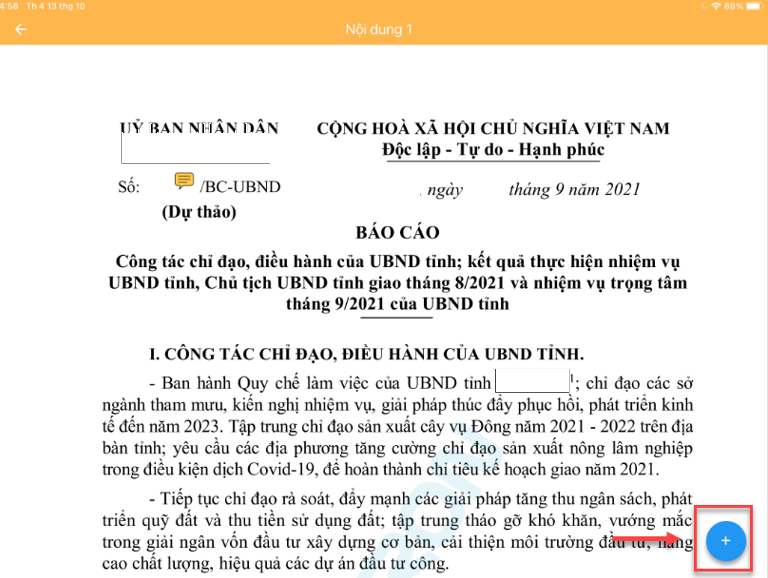 4:58 Th 4 13 thg 10 88%
Nội dung 1
UỶ BAN NHÂN DÂN CỘNG HOÀ XÃ HỘI CHỦ NGHĨA VIỆT NAM
Độc lập - Tự do - Hạnh phúc
Số: /BC-UBND , ngày tháng 9 năm 2021
(Dự thảo)
BÁO CÁO
Công tác chỉ đạo, điều hành của UBND tỉnh; kết quả thực hiện nhiệm vụ
UBND tỉnh, Chủ tịch UBND tỉnh giao tháng 8/2021 và nhiệm vụ trọng tâm
tháng 9/2021 của UBND tỉnh
I. CÔNG TÁC CHỈ ĐẠO, ĐIỀU HÀNH CỦA UBND TỈNH.
- Ban hành Quy chế làm việc của UBND tỉnh 1; chỉ đạo các sở
ngành tham mưu, kiến nghị nhiệm vụ, giải pháp thúc đẩy phục hồi, phát triển kinh
tế đến năm 2023. Tập trung chỉ đạo sản xuất cây vụ Đông năm 2021 - 2022 trên địa
bàn tỉnh; yêu cầu các địa phương tăng cường chỉ đạo sản xuất nông lâm nghiệp
trong điều kiện dịch Covid-19, để hoàn thành chỉ tiêu kế hoạch giao năm 2021.
- Tiếp tục chỉ đạo rà soát, đẩy mạnh các giải pháp tăng thu ngân sách, phát
triển quỹ đất và thu tiền sử dụng đất; tập trung tháo gỡ khó khăn, vướng mắc
trong giải ngân vốn đầu tư xây dựng cơ bản, cải thiện môi trường đầu tư, nâng
cao chất lượng, hiệu quả các dự án đầu tư công.